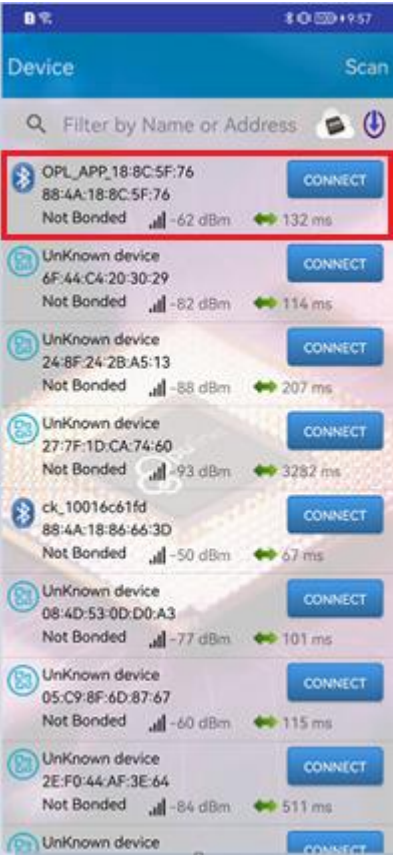 9:57
Device
Scan
Filter by Name or Address
OPL_APP_18:8C:5F:76
CONNECT
88:4A:18:8C:5F:76
Not Bonded -62 dBm 132 ms
UnKnown device
CONNECT
6F:44:C4:20:30:29
Not Bonded -82 dBm 114 ms
UnKnown device
CONNECT
24:8F:24:2B:A5:13
Not Bonded -88 dBm 207 ms
UnKnown device
CONNECT
27:7F:1D:CA:74:60
Not Bonded -93 dBm 3282 ms
ck_10016c61fd
CONNECT
88:4A:18:86:66:3D
Not Bonded -50 dBm 67 ms
UnKnown device
CONNECT
08:4D:53:0D:D0:A3
Not Bonded -77 dBm 101 ms
UnKnown device
CONNECT
05:C9:8F:6D:87:67
Not Bonded -60 dBm 115 ms
UnKnown device
CONNECT
2E:F0:44:AF:3E:64
Not Bonded -84 dBm 511 ms
UnKnown device
CONNECT